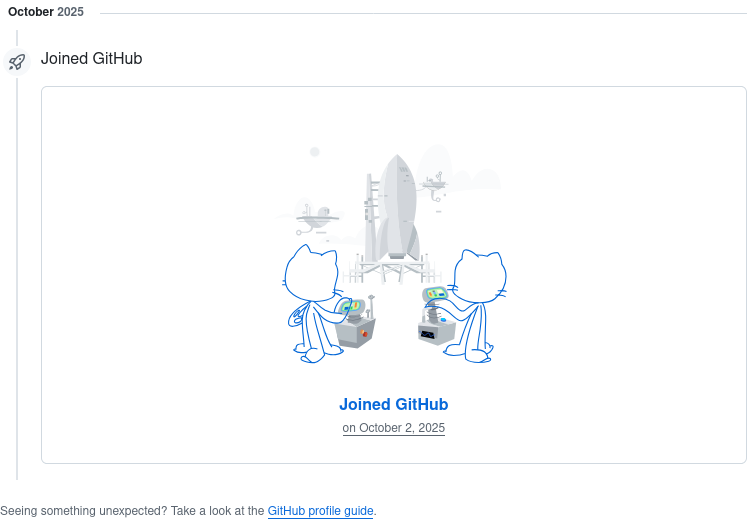 October 2025
Joined GitHub
Joined GitHub
on October 2, 2025
Seeing something unexpected? Take a look at the GitHub profile guide.